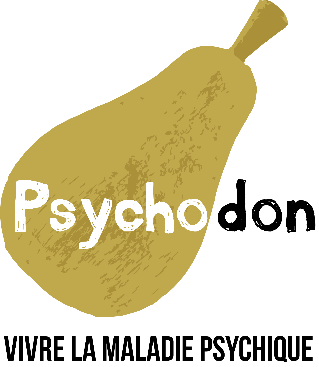 Psychodon
VIVRE LA MALADIE PSYCHIQUE